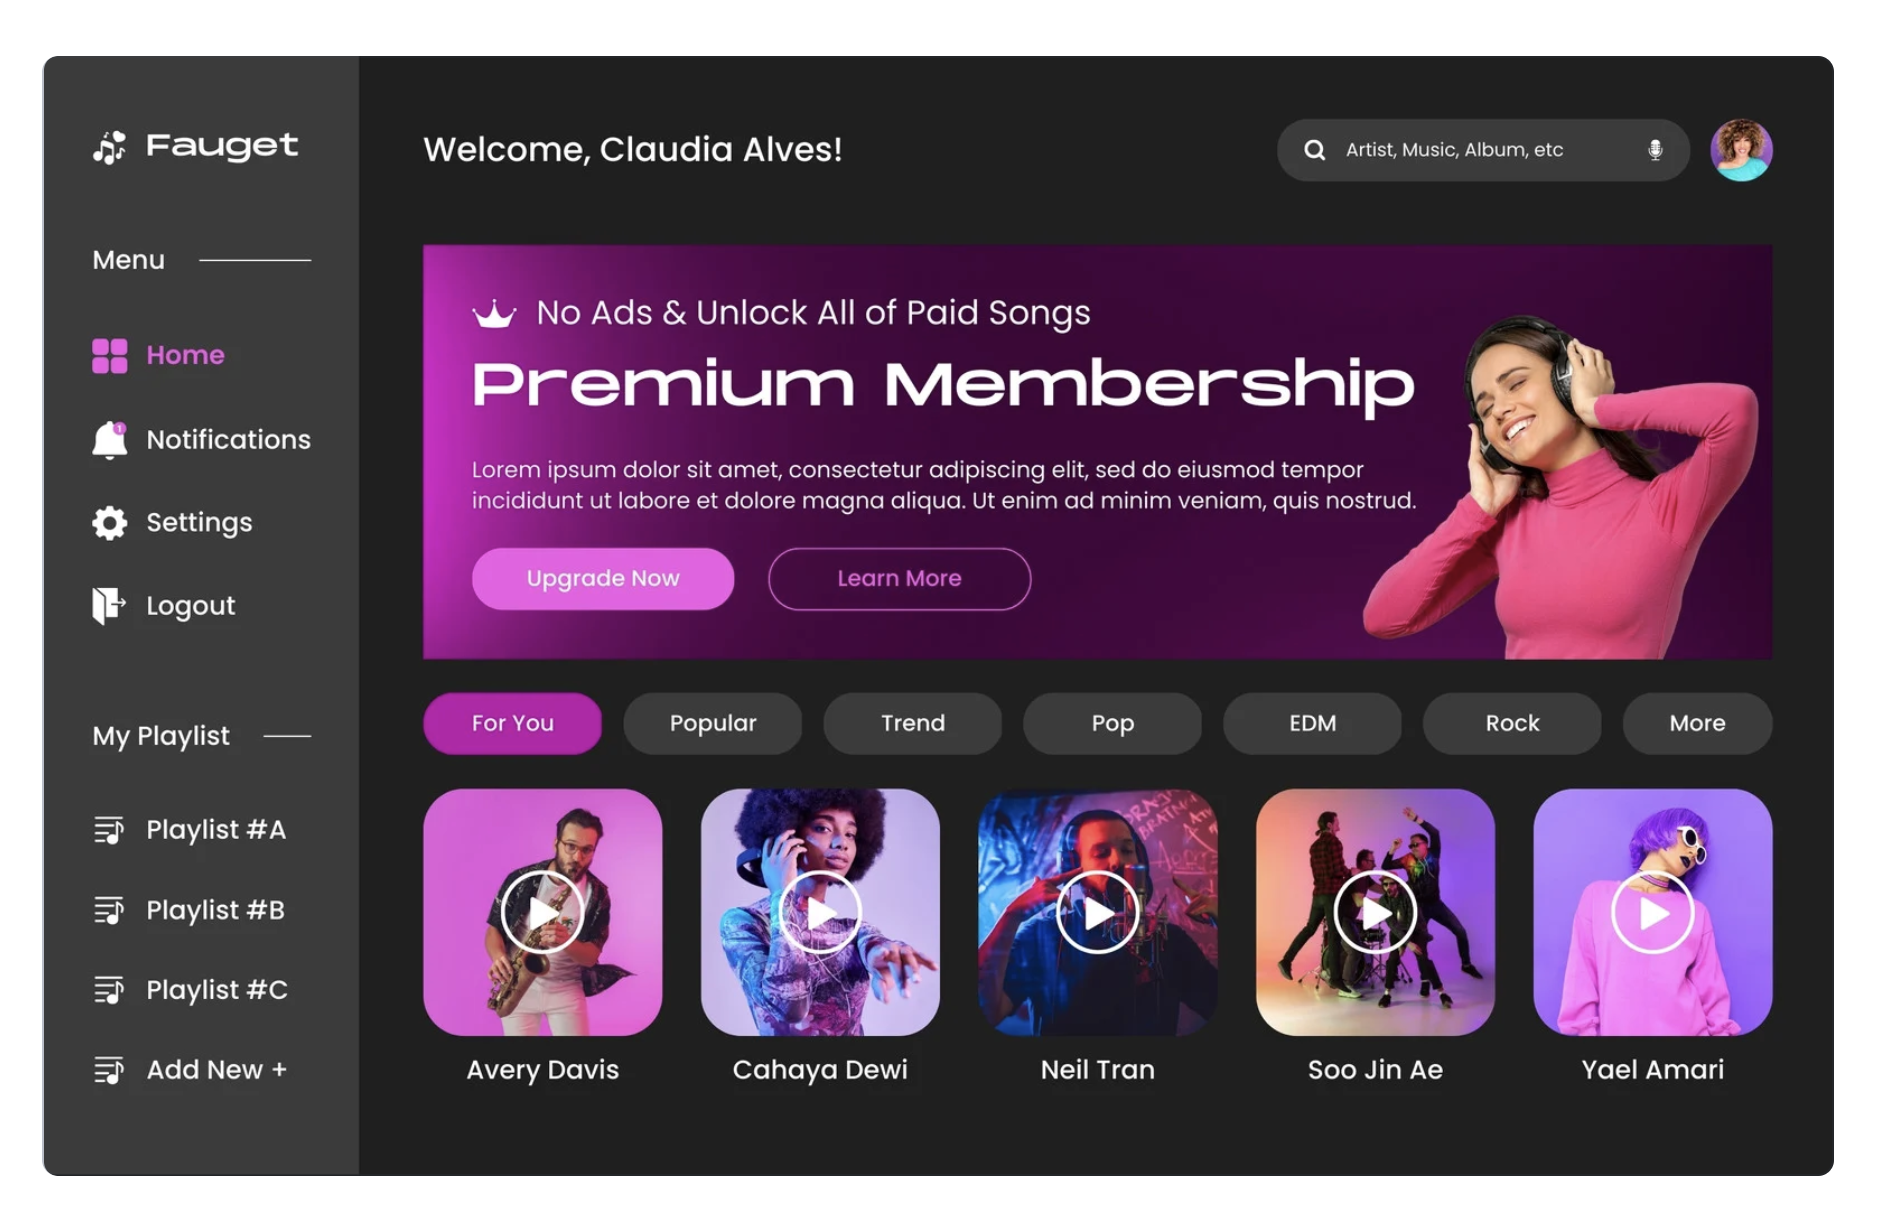 Fauget
Menu
Home
1
Notifications
Settings
Logout
My Playlist
Playlist #A
Playlist #B
Playlist #C
Add New +
Welcome, Claudia Alves!
Artist, Music, Album, etc
No Ads & Unlock All of Paid Songs
Premium Membership
Lorem ipsum dolor sit amet, consectetur adipiscing elit, sed do eiusmod tempor
incididunt ut labore et dolore magna aliqua. Ut enim ad minim veniam, quis nostrud.
Upgrade Now
Learn More
For You
Popular
Trend
Pop
EDM
Rock
More
Avery Davis
Cahaya Dewi
Neil Tran
Soo Jin Ae
Yael Amari